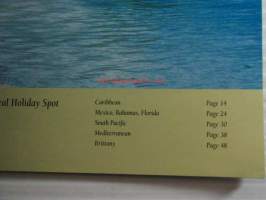 eal Holiday Spot
Caribbean Page 14
Mexico, Bahamas, Florida Page 24
South Pacific Page 30
Mediterranean Page 38
Brittany Page 48